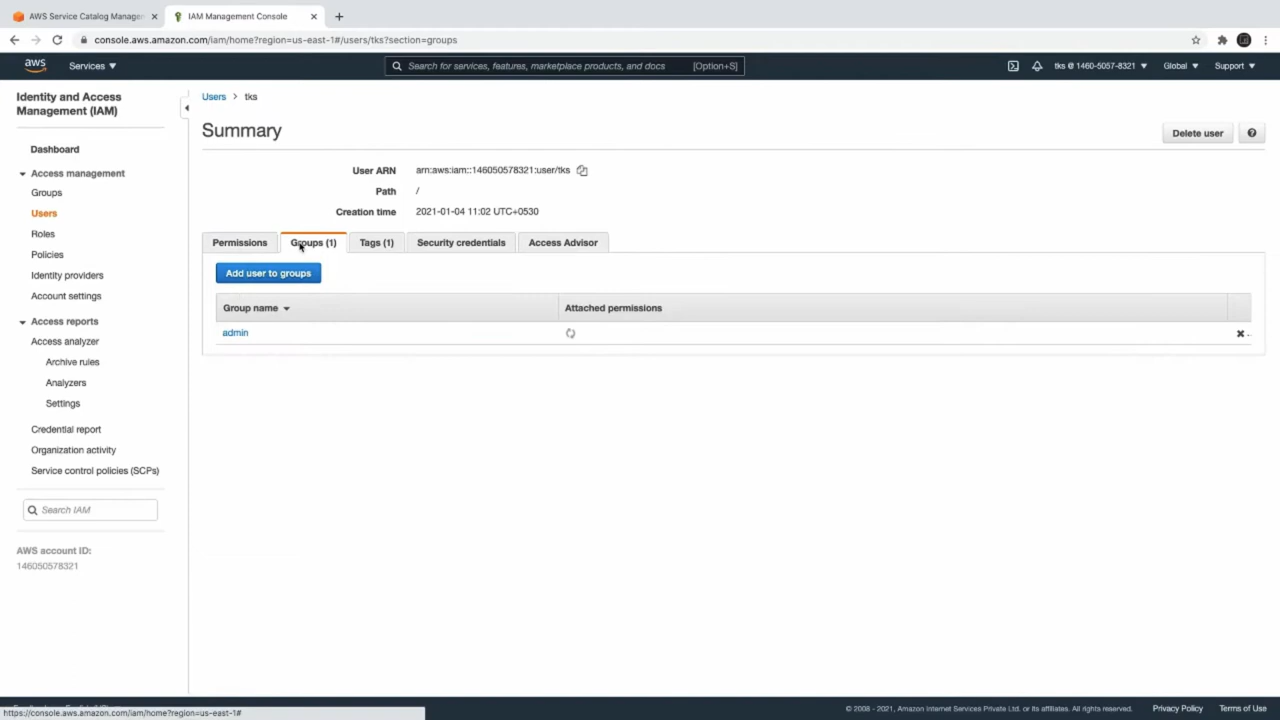 AWS Service Catalog Manage
IAM Management Console
console.aws.amazon.com/iam/home?region=us-east-1#/users/tks?section=groups
aws
Services
Search for services, features, marketplace products, and docs
[Option+S]
tks @ 1460-5057-8321
Global
Support
Identity and Access
Management (IAM)
Dashboard
Access management
Groups
Users
Roles
Policies
Identity providers
Account settings
Access reports
Access analyzer
Archive rules
Analyzers
Settings
Credential report
Organization activity
Service control policies (SCPs)
Search IAM
AWS account ID:
146050578321
Users > tks
Summary
Delete user
User ARN arn:aws:iam::146050578321:user/tks
Path /
Creation time 2021-01-04 11:02 UTC+0530
Permissions
Groups (1)
Tags (1)
Security credentials
Access Advisor
Add user to groups
Group name
Attached permissions
admin
https://console.aws.amazon.com/iam/home?region=us-east-1#
© 2008 - 2021, Amazon Internet Services Private Ltd. or its affiliates. All rights reserved.
Privacy Policy
Terms of Use